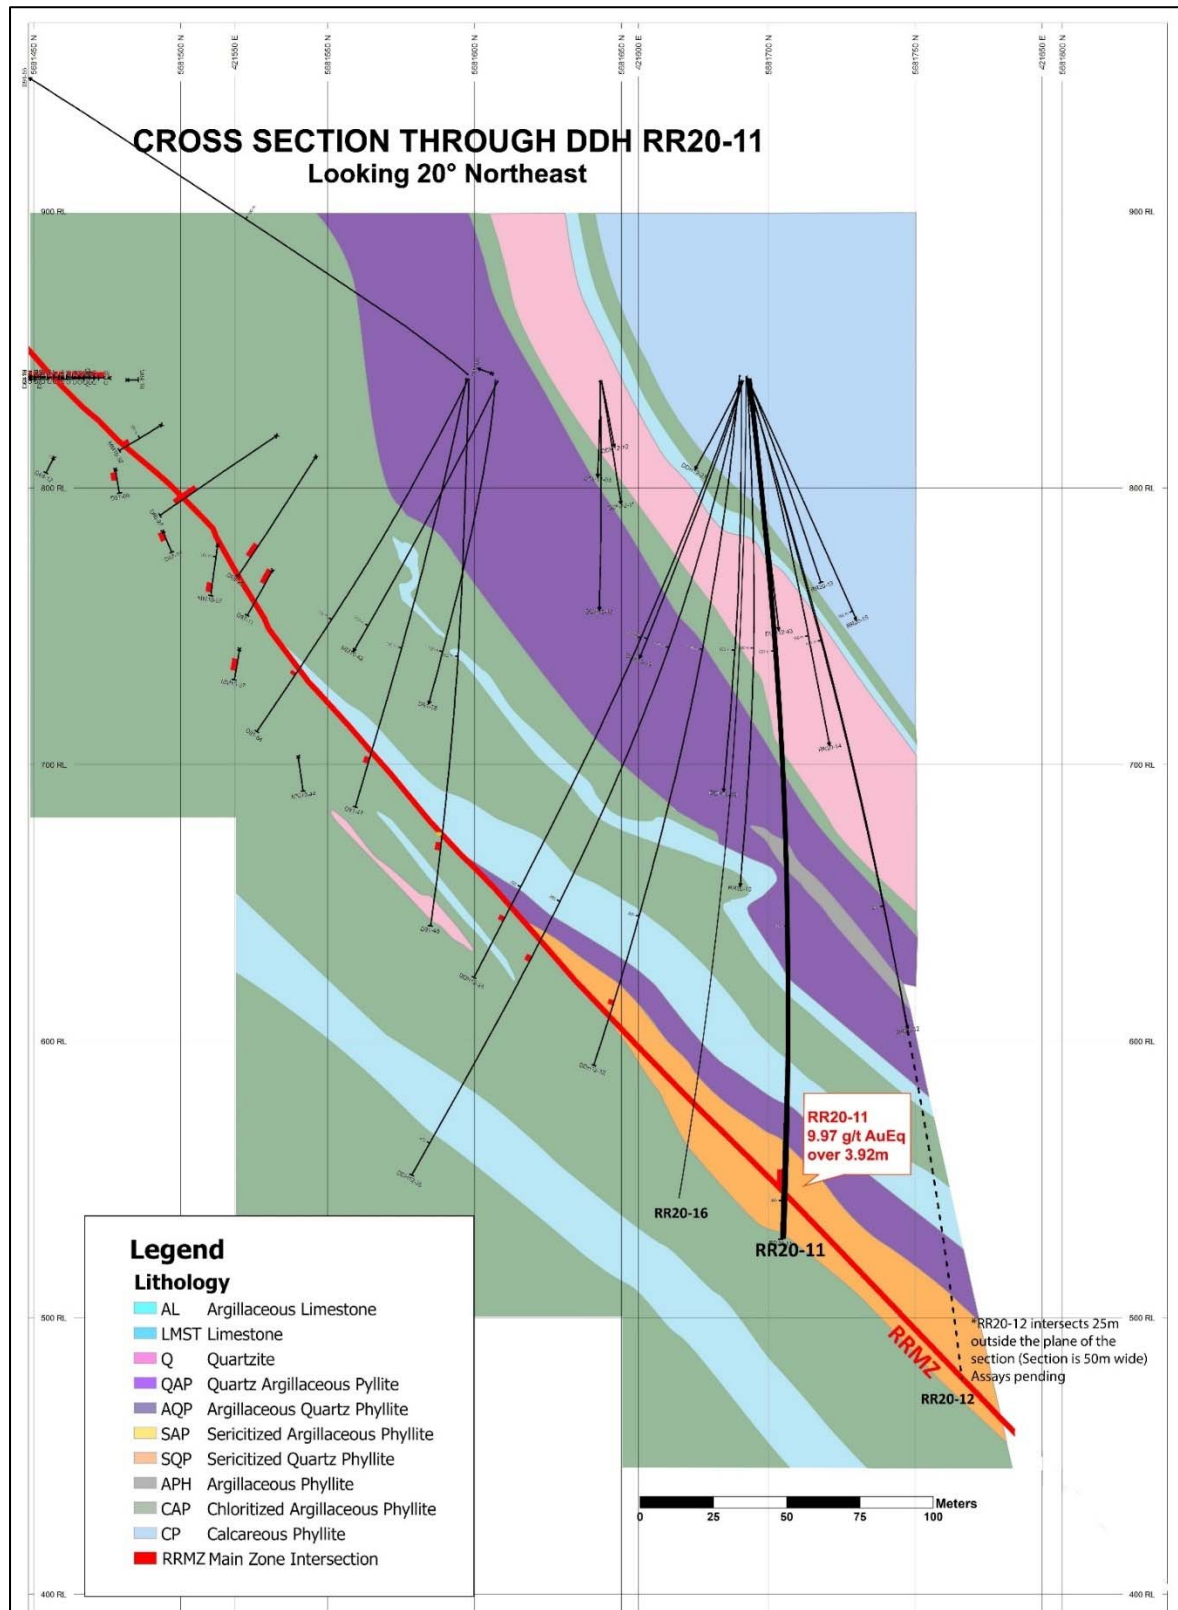 5681450 N
5681500 N
421550 E
5681550 N
5681600 N
5681650 N
421600 E
5681700 N
5681750 N
421650 E
5681800 N
CROSS SECTION THROUGH DDH RR20-11
Looking 20° Northeast
900 RL
900 RL
800 RL
800 RL
RR20-15
RR20-14
700 RL
700 RL
RR20-10
600 RL
600 RL
RR20-11
9.97 g/t AuEq
over 3.92m
RR20-16
RR20-11
500 RL
500 RL
RRMZ
*RR20-12 intersects 25m
outside the plane of the
section (Section is 50m wide)
Assays pending
RR20-12
Legend
Lithology
AL Argillaceous Limestone
LMST Limestone
Q Quartzite
QAP Quartz Argillaceous Pyllite
AQP Argillaceous Quartz Phyllite
SAP Sericitized Argillaceous Phyllite
SQP Sericitized Quartz Phyllite
APH Argillaceous Phyllite
CAP Chloritized Argillaceous Phyllite
CP Calcareous Phyllite
RRMZ Main Zone Intersection
Meters
0 25 50 75 100
400 RL
400 RL